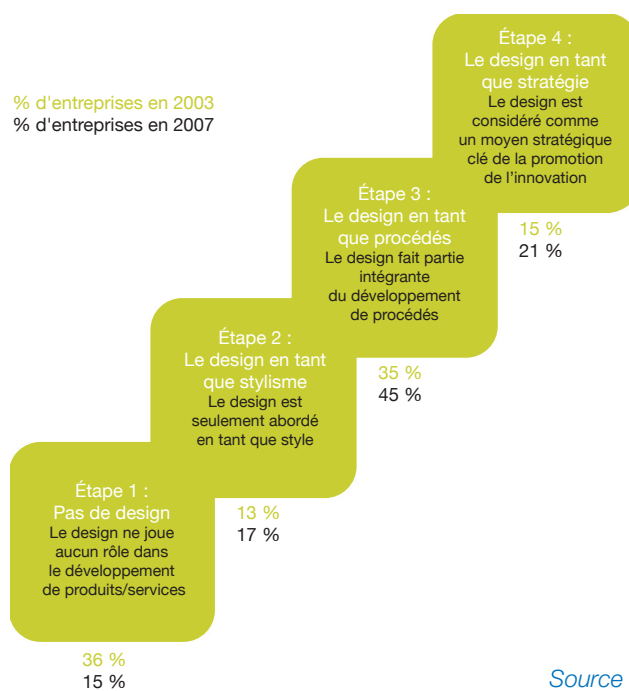 % d'entreprises en 2003
% d'entreprises en 2007
Étape 4 :
Le design en tant
que stratégie
Le design est
considéré comme
un moyen stratégique
clé de la promotion
de l’innovation
15 %
21 %
Étape 3 :
Le design en tant
que procédés
Le design fait partie
intégrante
du développement
de procédés
35 %
45 %
Étape 2 :
Le design en tant
que stylisme
Le design est
seulement abordé
en tant que style
13 %
17 %
Étape 1 :
Pas de design
Le design ne joue
aucun rôle dans
le développement
de produits/services
36 %
15 %
Source